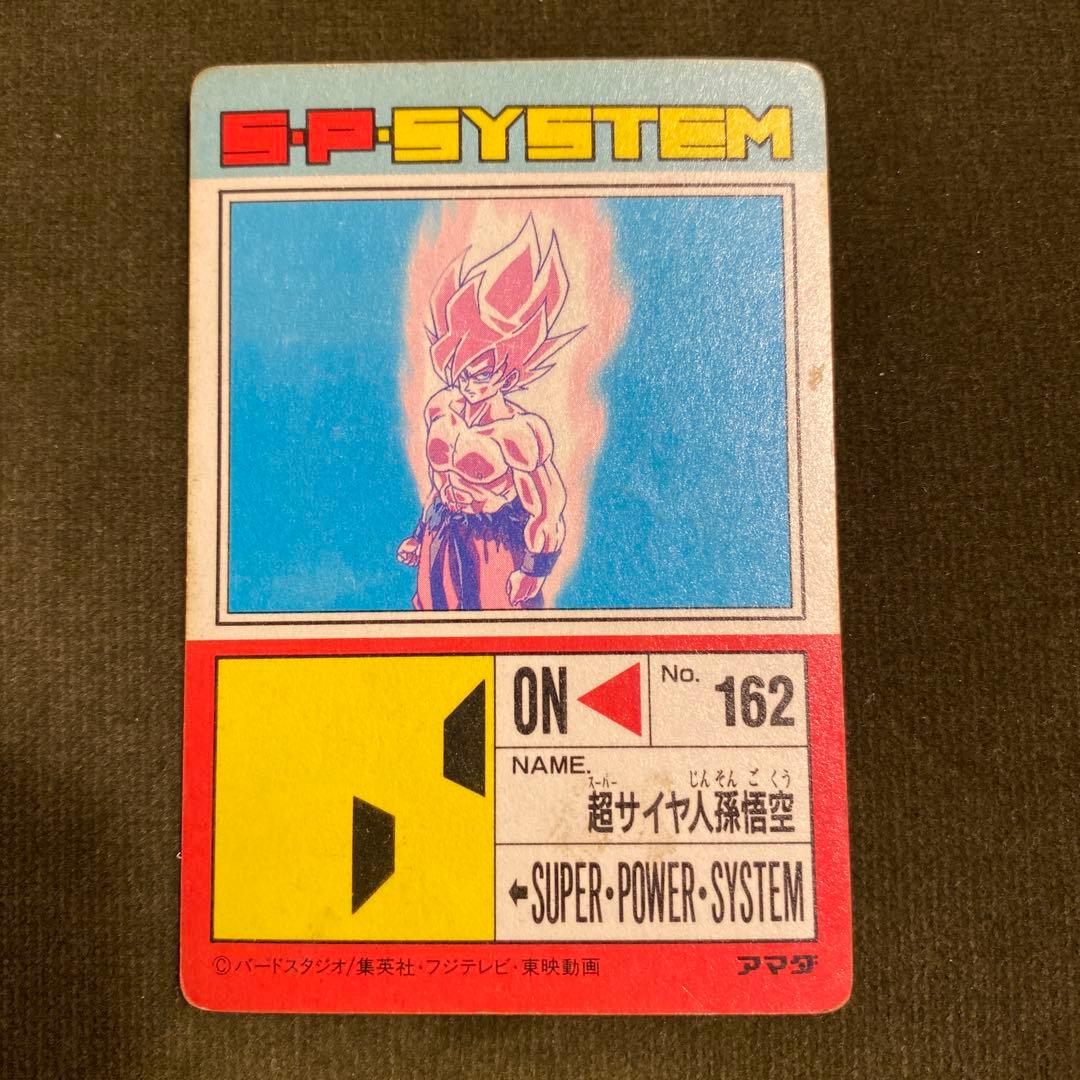 S·P·SYSTEM
ON
No. 162
NAME.
スーパー じんそんごくう
超サイヤ人孫悟空
SUPER·POWER·SYSTEM
©バードスタジオ/集英社・フジテレビ・東映動画
アマダ